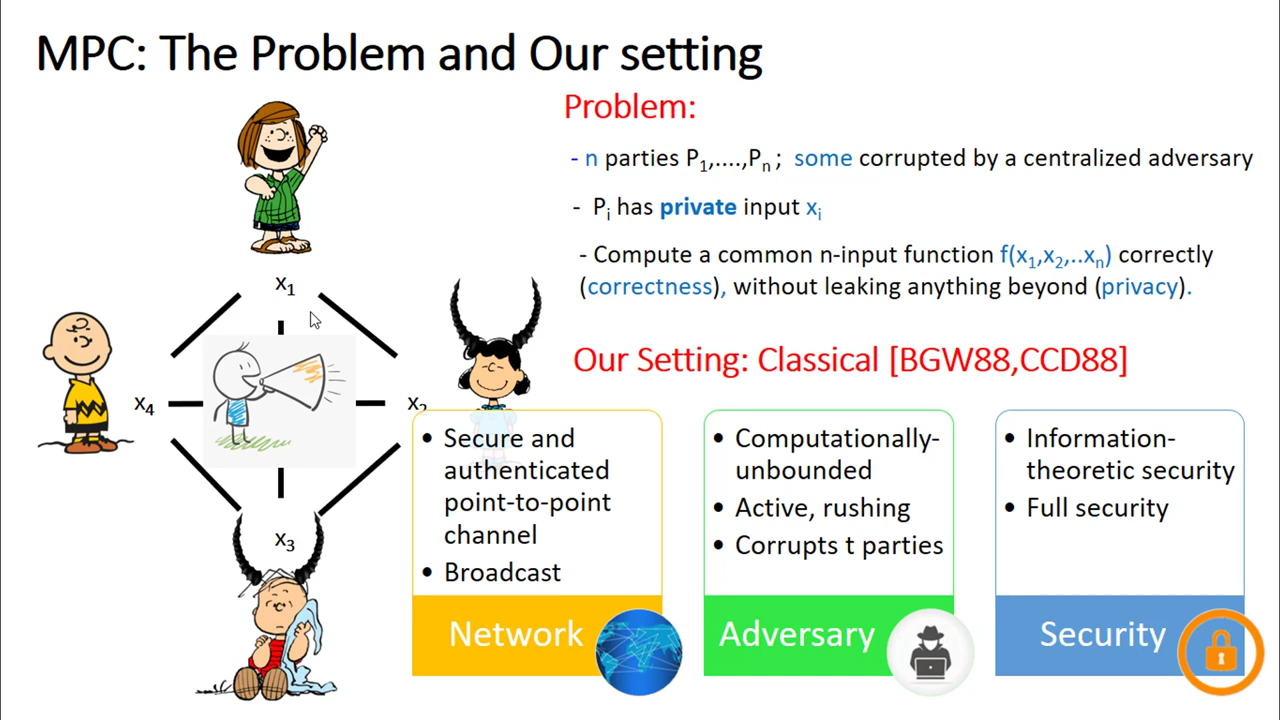 MPC: The Problem and Our setting
Problem:
- n parties P1,....,Pn ; some corrupted by a centralized adversary
- Pi has private input xi
- Compute a common n-input function f(x1,x2,..xn) correctly
(correctness), without leaking anything beyond (privacy).
x1
x4
x2
x3
Our Setting: Classical [BGW88,CCD88]
• Secure and
authenticated
point-to-point
channel
• Broadcast
Network
• Computationally-
unbounded
• Active, rushing
• Corrupts t parties
Adversary
• Information-
theoretic security
• Full security
Security